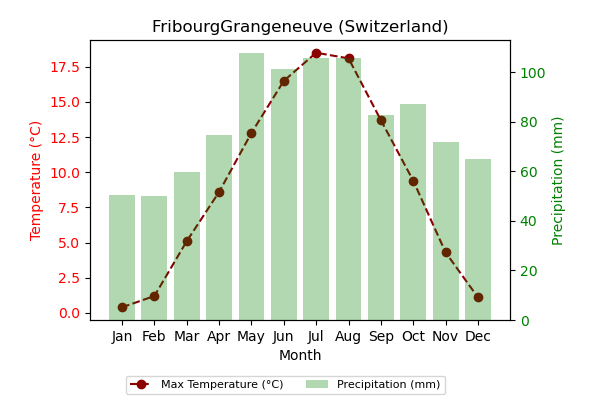 FribourgGrangeneuve (Switzerland)
Temperature (°C)
17.5
15.0
12.5
10.0
7.5
5.0
2.5
0.0
100
80
60
40
20
0
Precipitation (mm)
Jan Feb Mar Apr May Jun Jul Aug Sep Oct Nov Dec
Month
Max Temperature (°C) Precipitation (mm)